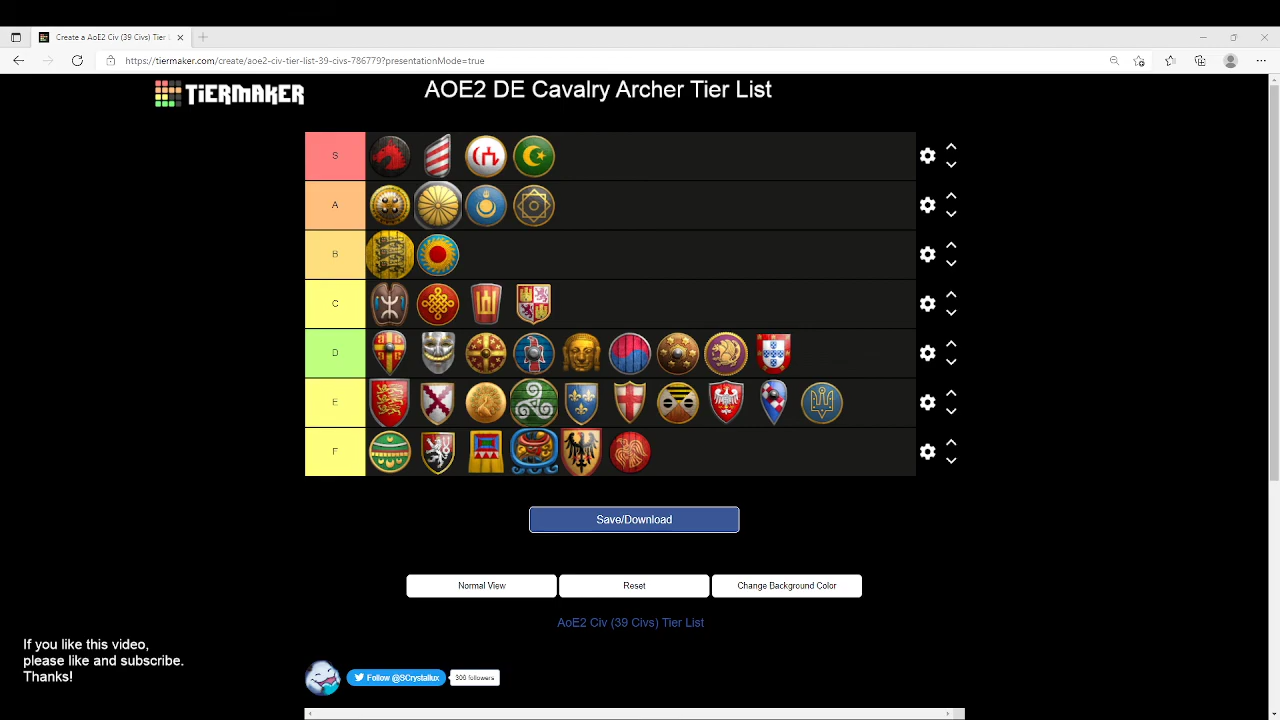 Create a AoE2 Civ (39 Civs) Tier L
https://tiermaker.com/create/aoe2-civ-tier-list-39-civs-786779?presentationMode=true
TIERMAKER
AOE2 DE Cavalry Archer Tier List
S
A
B
C
D
E
F
Save/Download
Normal View
Reset
Change Background Color
AoE2 Civ (39 Civs) Tier List
If you like this video,
please like and subscribe.
Thanks!
Follow @SCrystallux
300 followers